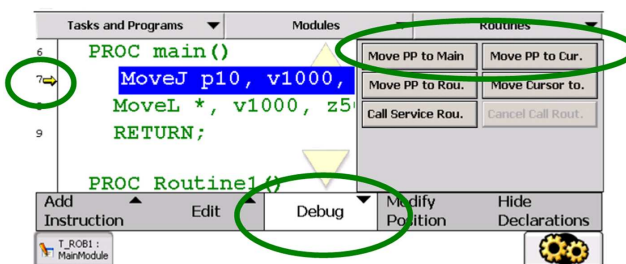 Tasks and Programs Modules Routines
6 PROC main()
Move PP to Main Move PP to Cur.
7 MoveJ p10, v1000,
Move PP to Rou. Move Cursor to.
MoveL *, v1000, z5
Call Service Rou. Cancel Call Rout.
9 RETURN;
PROC Routine1()
Add Instruction Edit Debug Modify Position Hide Declarations
T_ROB1 :
MainModule